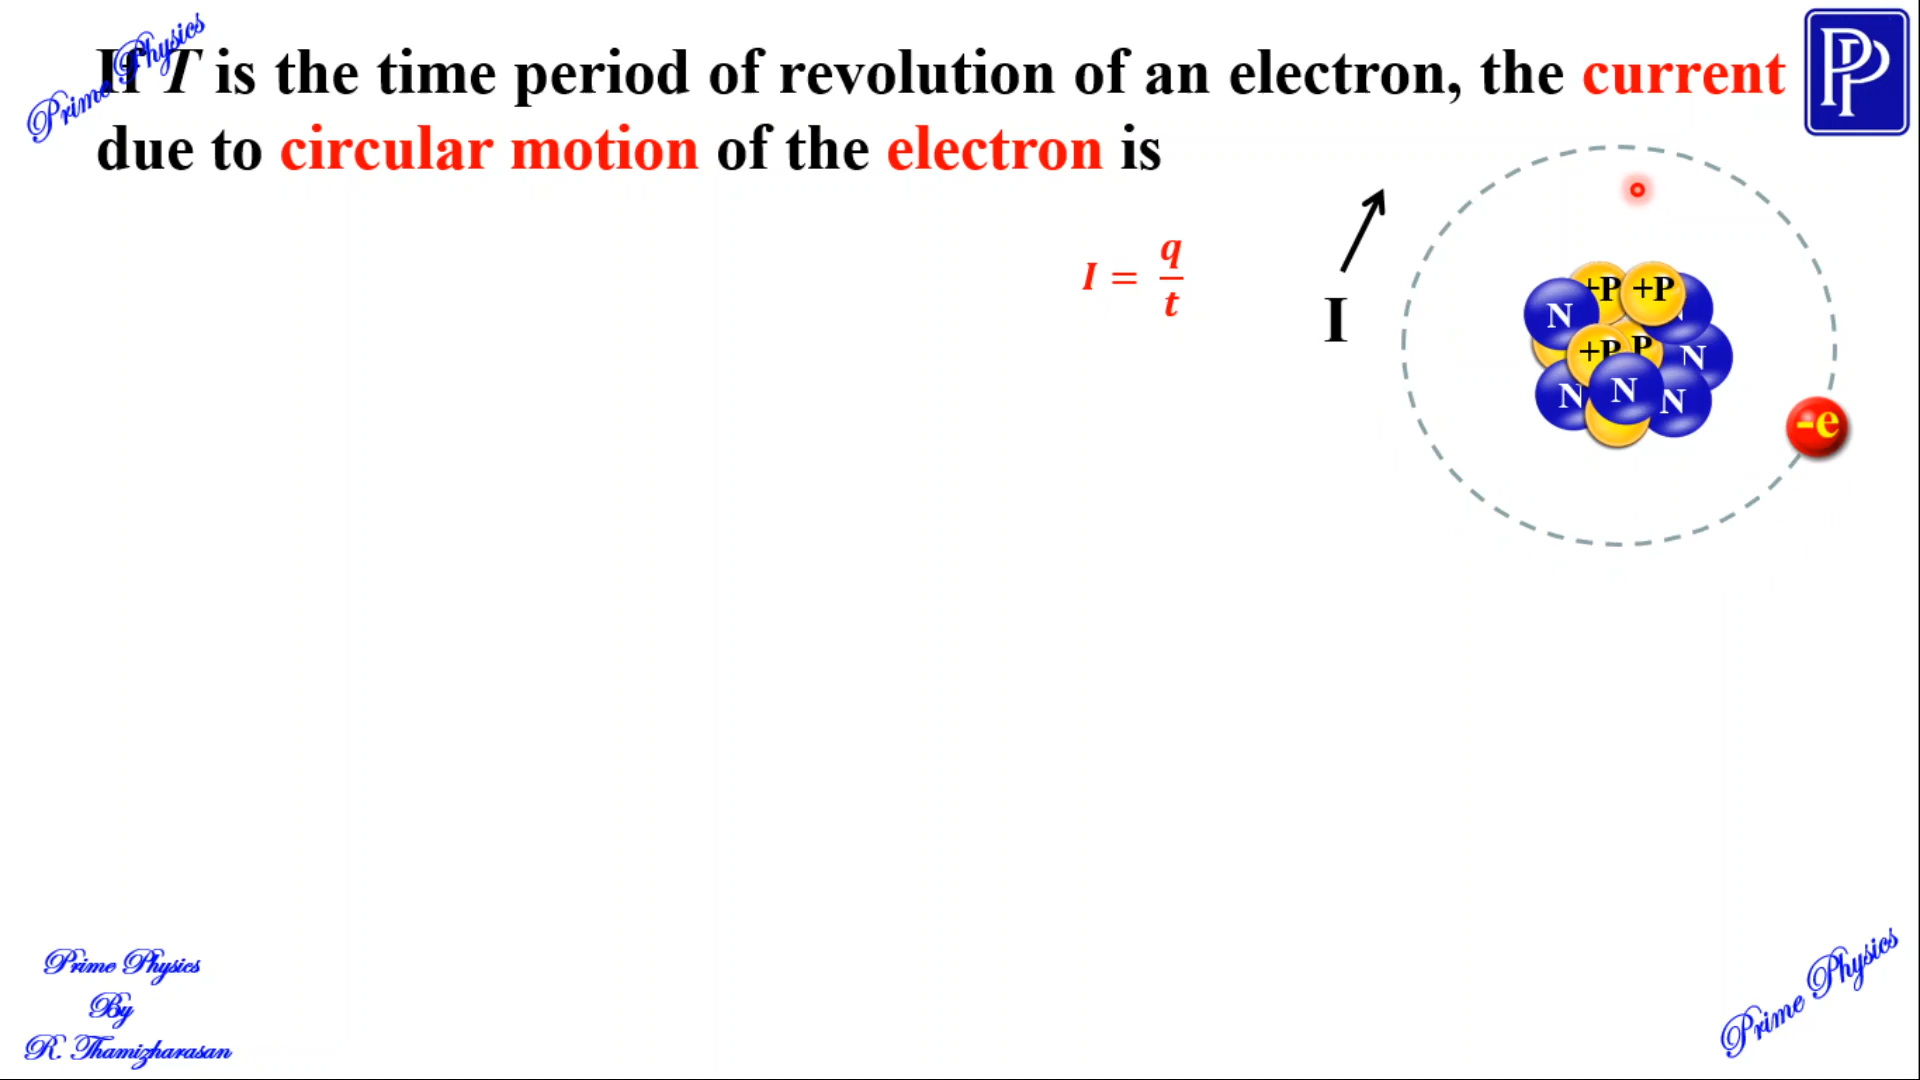 If T is the time period of revolution of an electron, the current
due to circular motion of the electron is
Prime Physics
PP
I = q/t
I
+P +P
N N
+P P N
N N N
-e
Prime Physics
By
R. Thamizharasan
Prime Physics